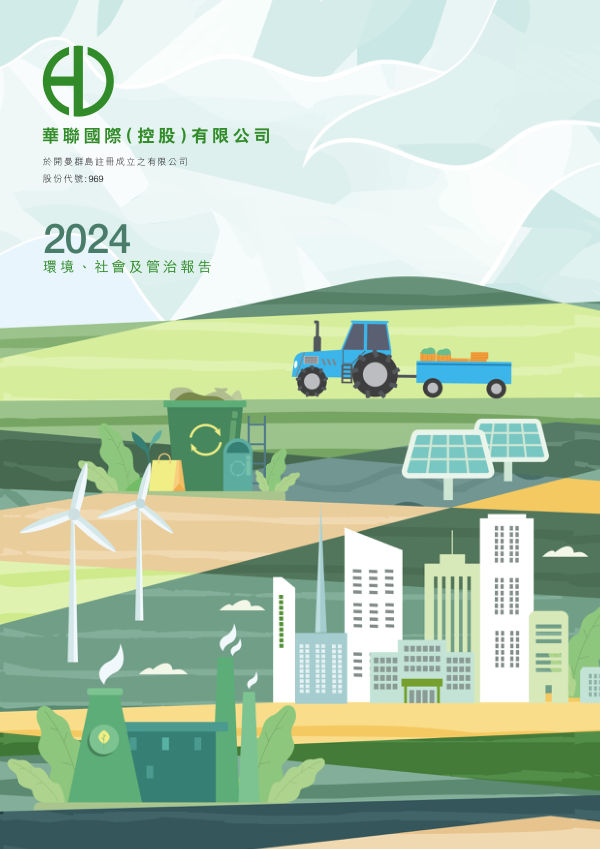 華聯國際(控股)有限公司
於開曼群島註冊成立之有限公司
股份代號:969
2024
環境、社會及管治報告